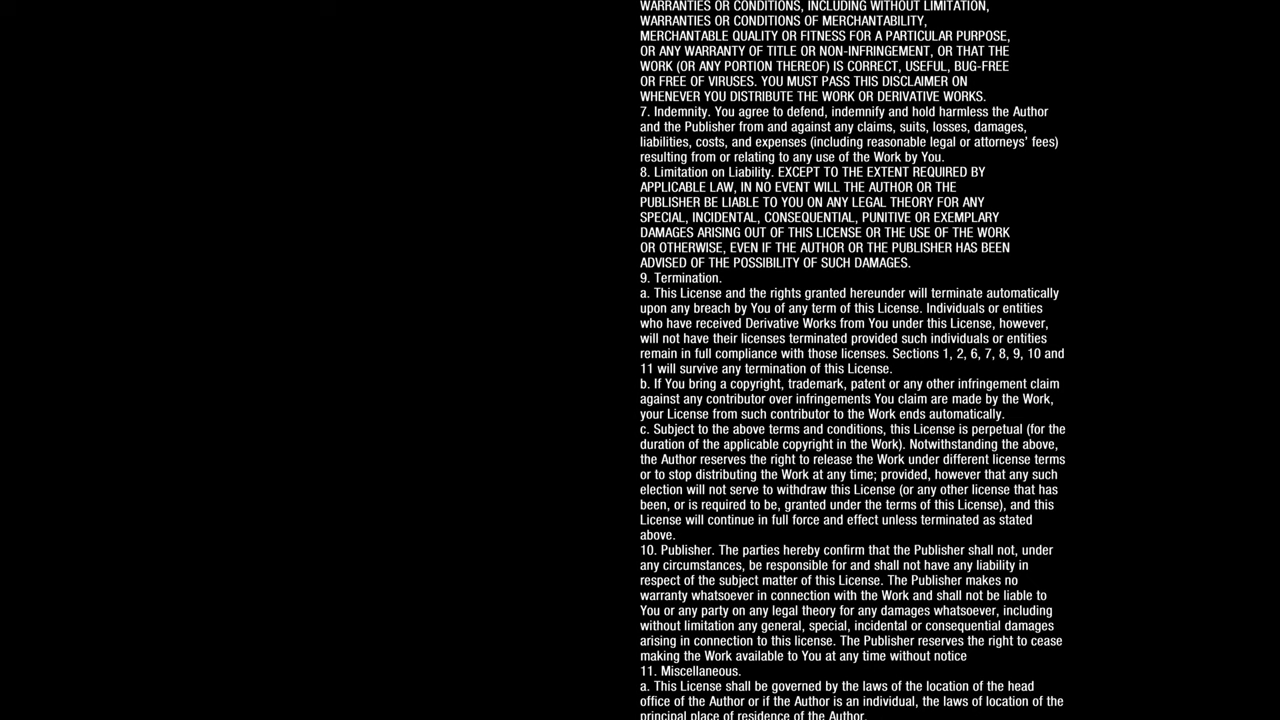 WARRANTIES OR CONDITIONS, INCLUDING WITHOUT LIMITATION,
WARRANTIES OR CONDITIONS OF MERCHANTABILITY,
MERCHANTABLE QUALITY OR FITNESS FOR A PARTICULAR PURPOSE,
OR ANY WARRANTY OF TITLE OR NON-INFRINGEMENT, OR THAT THE
WORK (OR ANY PORTION THEREOF) IS CORRECT, USEFUL, BUG-FREE
OR FREE OF VIRUSES. YOU MUST PASS THIS DISCLAIMER ON
WHENEVER YOU DISTRIBUTE THE WORK OR DERIVATIVE WORKS.
7. Indemnity. You agree to defend, indemnify and hold harmless the Author
and the Publisher from and against any claims, suits, losses, damages,
liabilities, costs, and expenses (including reasonable legal or attorneys’ fees)
resulting from or relating to any use of the Work by You.
8. Limitation on Liability. EXCEPT TO THE EXTENT REQUIRED BY
APPLICABLE LAW, IN NO EVENT WILL THE AUTHOR OR THE
PUBLISHER BE LIABLE TO YOU ON ANY LEGAL THEORY FOR ANY
SPECIAL, INCIDENTAL, CONSEQUENTIAL, PUNITIVE OR EXEMPLARY
DAMAGES ARISING OUT OF THIS LICENSE OR THE USE OF THE WORK
OR OTHERWISE, EVEN IF THE AUTHOR OR THE PUBLISHER HAS BEEN
ADVISED OF THE POSSIBILITY OF SUCH DAMAGES.
9. Termination.
a. This License and the rights granted hereunder will terminate automatically
upon any breach by You of any term of this License. Individuals or entities
who have received Derivative Works from You under this License, however,
will not have their licenses terminated provided such individuals or entities
remain in full compliance with those licenses. Sections 1, 2, 6, 7, 8, 9, 10 and
11 will survive any termination of this License.
b. If You bring a copyright, trademark, patent or any other infringement claim
against any contributor over infringements You claim are made by the Work,
your License from such contributor to the Work ends automatically.
c. Subject to the above terms and conditions, this License is perpetual (for the
duration of the applicable copyright in the Work). Notwithstanding the above,
the Author reserves the right to release the Work under different license terms
or to stop distributing the Work at any time; provided, however that any such
election will not serve to withdraw this License (or any other license that has
been, or is required to be, granted under the terms of this License), and this
License will continue in full force and effect unless terminated as stated
above.
10. Publisher. The parties hereby confirm that the Publisher shall not, under
any circumstances, be responsible for and shall not have any liability in
respect of the subject matter of this License. The Publisher makes no
warranty whatsoever in connection with the Work and shall not be liable to
You or any party on any legal theory for any damages whatsoever, including
without limitation any general, special, incidental or consequential damages
arising in connection to this license. The Publisher reserves the right to cease
making the Work available to You at any time without notice
11. Miscellaneous.
a. This License shall be governed by the laws of the location of the head
office of the Author or if the Author is an individual, the laws of location of the
principal place of residence of the Author.